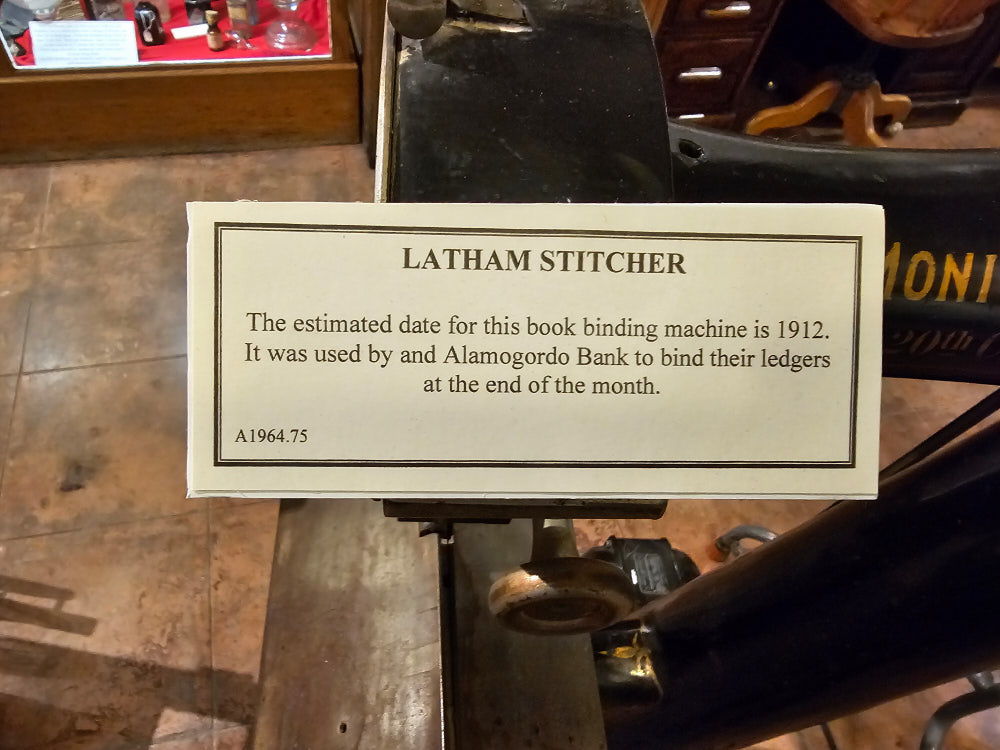 LATHAM STITCHER
The estimated date for this book binding machine is 1912.
It was used by and Alamogordo Bank to bind their ledgers
at the end of the month.
A1964.75
MONI